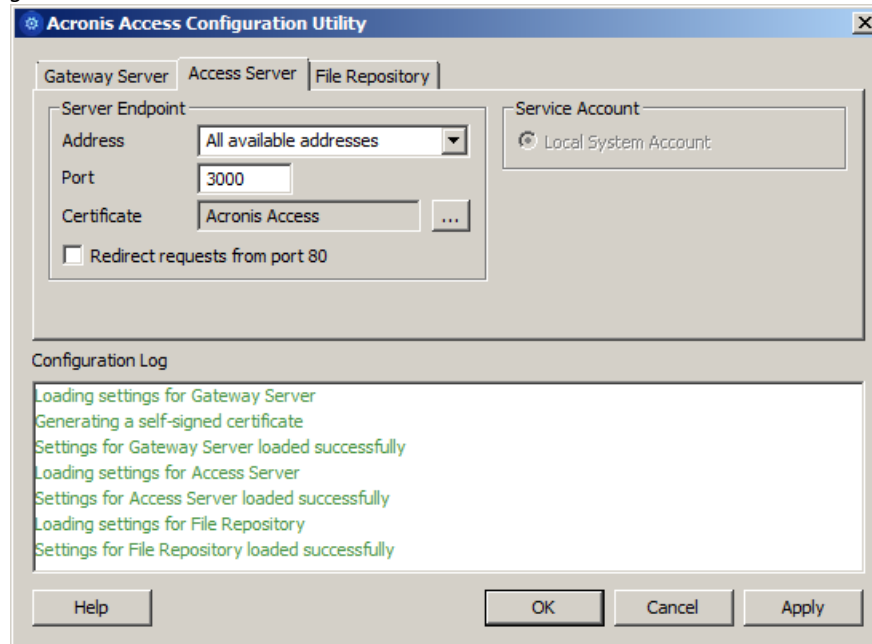 Acronis Access Configuration Utility
Gateway Server Access Server File Repository
Server Endpoint
Address All available addresses
Port 3000
Certificate Acronis Access ...
Redirect requests from port 80
Service Account
Local System Account
Configuration Log
Loading settings for Gateway Server
Generating a self-signed certificate
Settings for Gateway Server loaded successfully
Loading settings for Access Server
Settings for Access Server loaded successfully
Loading settings for File Repository
Settings for File Repository loaded successfully
Help OK Cancel Apply